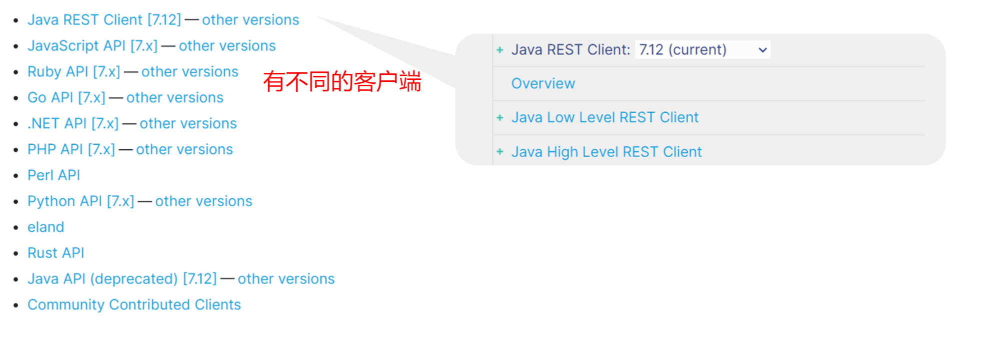 Java REST Client [7.12] — other versions
JavaScript API [7.x] — other versions
Ruby API [7.x] — other versions
Go API [7.x] — other versions
.NET API [7.x] — other versions
PHP API [7.x] — other versions
Perl API
Python API [7.x] — other versions
eland
Rust API
Java API (deprecated) [7.12] — other versions
Community Contributed Clients
有不同的客户端
+ Java REST Client: 7.12 (current)
Overview
+ Java Low Level REST Client
+ Java High Level REST Client